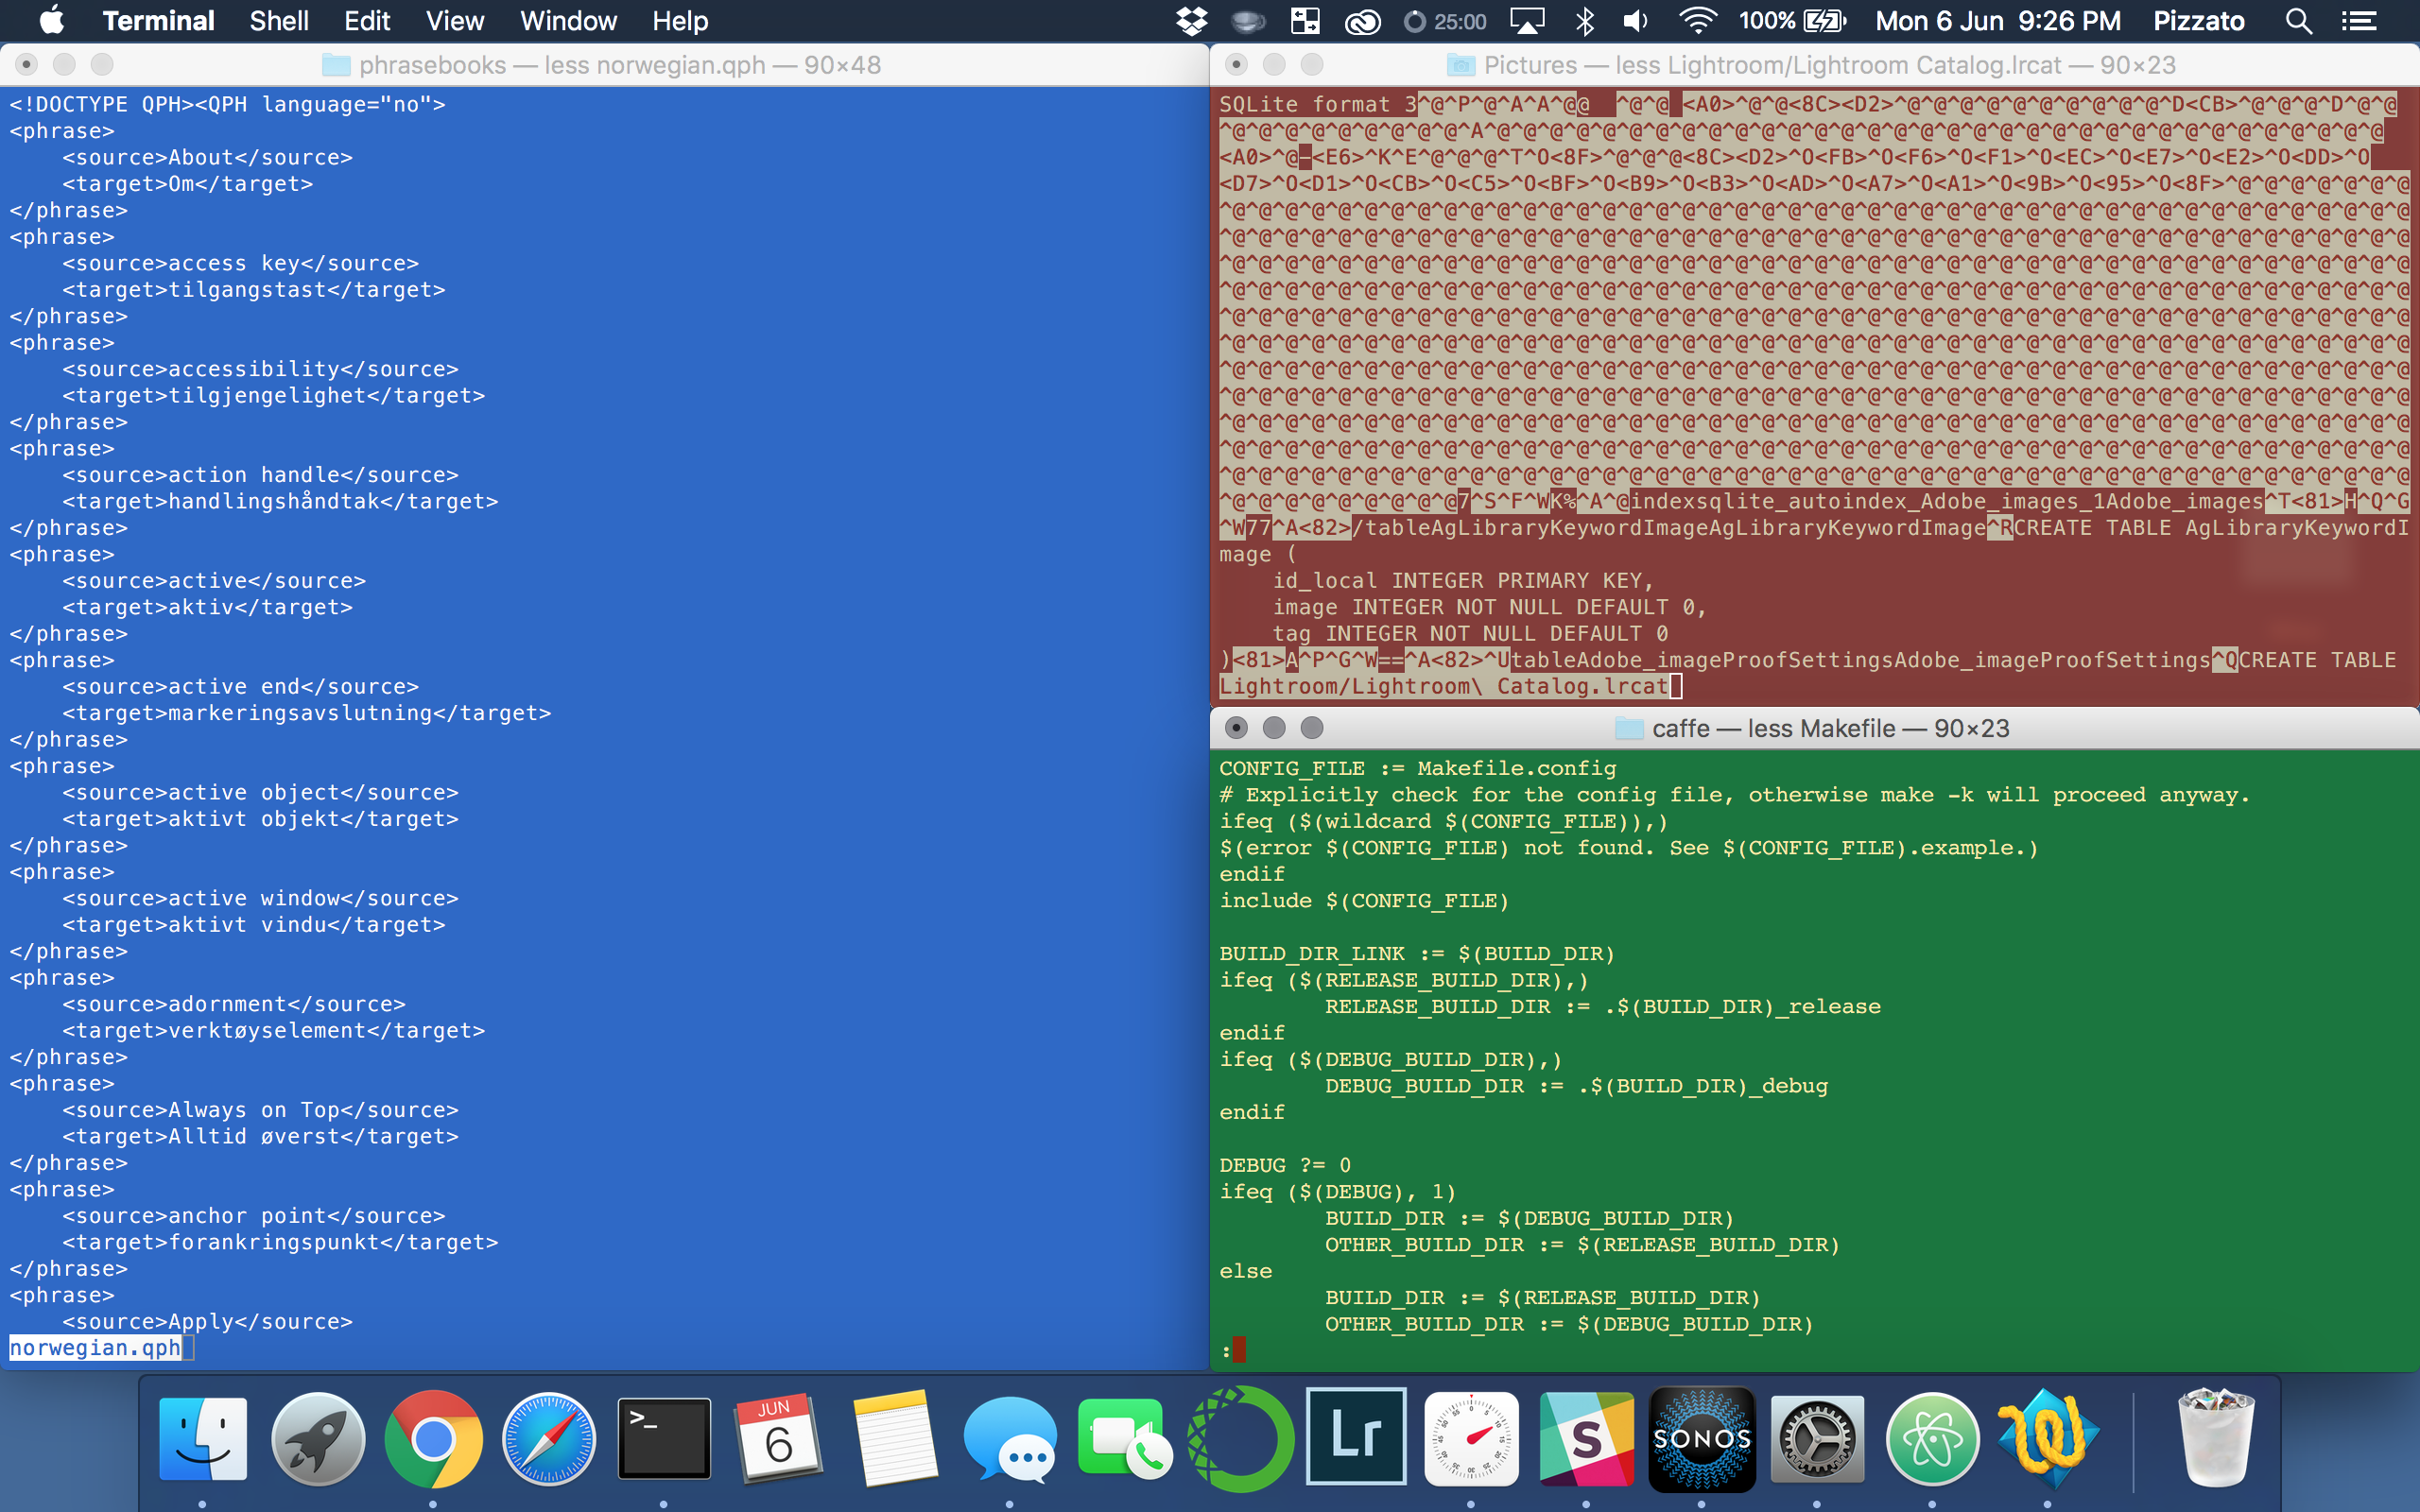 Terminal Shell Edit View Window Help 25:00 100% Mon 6 Jun 9:26 PM Pizzato
phrasebooks — less norwegian.qph — 90×48
<!DOCTYPE QPH><QPH language="no">
<phrase>
    <source>About</source>
    <target>Om</target>
</phrase>
<phrase>
    <source>access key</source>
    <target>tilgangstast</target>
</phrase>
<phrase>
    <source>accessibility</source>
    <target>tilgjengelighet</target>
</phrase>
<phrase>
    <source>action handle</source>
    <target>handlingshåndtak</target>
</phrase>
<phrase>
    <source>active</source>
    <target>aktiv</target>
</phrase>
<phrase>
    <source>active end</source>
    <target>markeringsavslutning</target>
</phrase>
<phrase>
    <source>active object</source>
    <target>aktivt objekt</target>
</phrase>
<phrase>
    <source>active window</source>
    <target>aktivt vindu</target>
</phrase>
<phrase>
    <source>adornment</source>
    <target>verktøyselement</target>
</phrase>
<phrase>
    <source>Always on Top</source>
    <target>Alltid øverst</target>
</phrase>
<phrase>
    <source>anchor point</source>
    <target>forankringspunkt</target>
</phrase>
<phrase>
    <source>Apply</source>
norwegian.qph
Pictures — less Lightroom/Lightroom Catalog.lrcat — 90×23
SQLite format 3^@^P^@^A^A^@@  ^@^@ <A0>^@^@<8C><D2>^@^@^@^@^@^@^@^@^@^@^D<CB>^@^@^@^D^@^@
^@^@^@^@^@^@^@^@^@^A^@^@^@^@^@^@^@^@^@^@^@^@^@^@^@^@^@^@^@^@^@^@^@^@^@^@^@^@^@^@^@^@^@^@
<A0>^@–<E6>^K^E^@^@^@^T^O<8F>^@^@^@<8C><D2>^O<FB>^O<F6>^O<F1>^O<EC>^O<E7>^O<E2>^O<DD>^O
<D7>^O<D1>^O<CB>^O<C5>^O<BF>^O<B9>^O<B3>^O<AD>^O<A7>^O<A1>^O<9B>^O<95>^O<8F>^@^@^@^@^@^@^@
^@^@^@^@^@^@^@^@^@^@^@^@^@^@^@^@^@^@^@^@^@^@^@^@^@^@^@^@^@^@^@^@^@^@^@^@^@^@^@^@^@^@^@^@^@
^@^@^@^@^@^@^@^@^@^@^@^@^@^@^@^@^@^@^@^@^@^@^@^@^@^@^@^@^@^@^@^@^@^@^@^@^@^@^@^@^@^@^@^@^@
^@^@^@^@^@^@^@^@^@^@^@^@^@^@^@^@^@^@^@^@^@^@^@^@^@^@^@^@^@^@^@^@^@^@^@^@^@^@^@^@^@^@^@^@^@
^@^@^@^@^@^@^@^@^@^@^@^@^@^@^@^@^@^@^@^@^@^@^@^@^@^@^@^@^@^@^@^@^@^@^@^@^@^@^@^@^@^@^@^@^@
^@^@^@^@^@^@^@^@^@^@^@^@^@^@^@^@^@^@^@^@^@^@^@^@^@^@^@^@^@^@^@^@^@^@^@^@^@^@^@^@^@^@^@^@^@
^@^@^@^@^@^@^@^@^@^@^@^@^@^@^@^@^@^@^@^@^@^@^@^@^@^@^@^@^@^@^@^@^@^@^@^@^@^@^@^@^@^@^@^@^@
^@^@^@^@^@^@^@^@^@^@^@^@^@^@^@^@^@^@^@^@^@^@^@^@^@^@^@^@^@^@^@^@^@^@^@^@^@^@^@^@^@^@^@^@^@
^@^@^@^@^@^@^@^@^@^@^@^@^@^@^@^@^@^@^@^@^@^@^@^@^@^@^@^@^@^@^@^@^@^@^@^@^@^@^@^@^@^@^@^@^@
^@^@^@^@^@^@^@^@^@^@^@^@^@^@^@^@^@^@^@^@^@^@^@^@^@^@^@^@^@^@^@^@^@^@^@^@^@^@^@^@^@^@^@^@^@
^@^@^@^@^@^@^@^@^@^@^@^@^@^@^@^@^@^@^@^@^@^@^@^@^@^@^@^@^@^@^@^@^@^@^@^@^@^@^@^@^@^@^@^@^@
^@^@^@^@^@^@^@^@^@^@^@^@^@^@^@^@^@^@^@^@^@^@^@^@^@^@^@^@^@^@^@^@^@^@^@^@^@^@^@^@^@^@^@^@^@
^@^@^@^@^@^@^@^@^@7^S^F^WK%^A^@indexsqlite_autoindex_Adobe_images_1Adobe_images^T<81>H^Q^G
^W77^A<82>/tableAgLibraryKeywordImageAgLibraryKeywordImage^RCREATE TABLE AgLibraryKeywordI
mage (
    id_local INTEGER PRIMARY KEY,
    image INTEGER NOT NULL DEFAULT 0,
    tag INTEGER NOT NULL DEFAULT 0
)<81>A^P^G^W==^A<82>^UtableAdobe_imageProofSettingsAdobe_imageProofSettings^QCREATE TABLE
Lightroom/Lightroom\ Catalog.lrcat
caffe — less Makefile — 90×23
CONFIG_FILE := Makefile.config
# Explicitly check for the config file, otherwise make -k will proceed anyway.
ifeq ($(wildcard $(CONFIG_FILE)),)
$(error $(CONFIG_FILE) not found. See $(CONFIG_FILE).example.)
endif
include $(CONFIG_FILE)
BUILD_DIR_LINK := $(BUILD_DIR)
ifeq ($(RELEASE_BUILD_DIR),)
        RELEASE_BUILD_DIR := .$(BUILD_DIR)_release
endif
ifeq ($(DEBUG_BUILD_DIR),)
        DEBUG_BUILD_DIR := .$(BUILD_DIR)_debug
endif
DEBUG ?= 0
ifeq ($(DEBUG), 1)
        BUILD_DIR := $(DEBUG_BUILD_DIR)
        OTHER_BUILD_DIR := $(RELEASE_BUILD_DIR)
else
        BUILD_DIR := $(RELEASE_BUILD_DIR)
        OTHER_BUILD_DIR := $(DEBUG_BUILD_DIR)
:
>_
JUN
6
Lr
S
SONOS